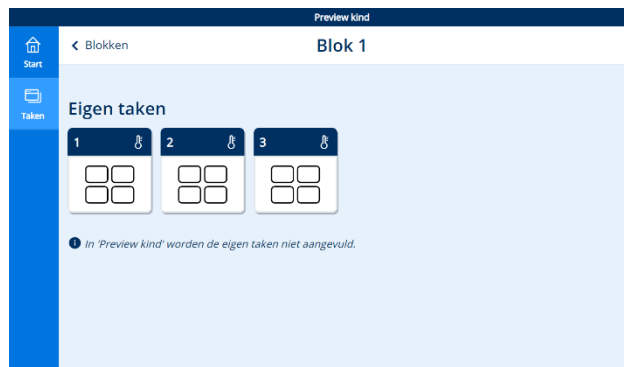 Preview kind
Start
Blokken
Blok 1
Taken
Eigen taken
1 2 3
In 'Preview kind' worden de eigen taken niet aangevuld.